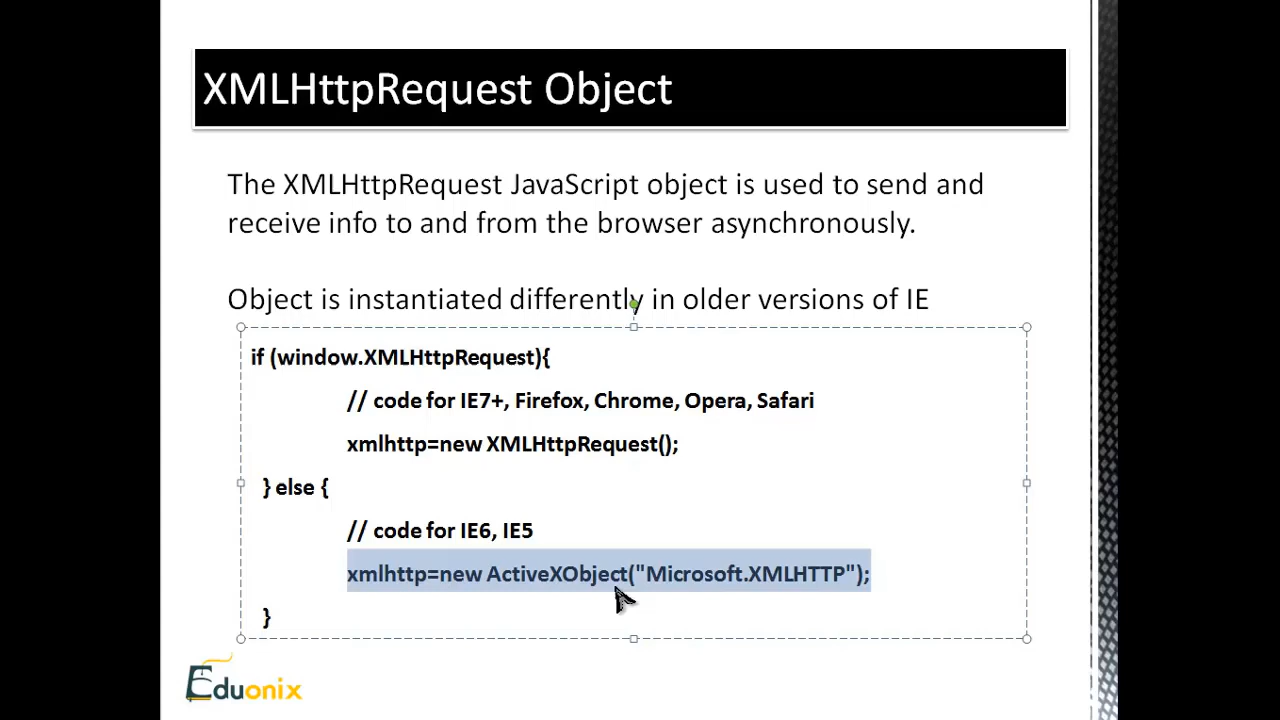 XMLHttpRequest Object
The XMLHttpRequest JavaScript object is used to send and
receive info to and from the browser asynchronously.
Object is instantiated differently in older versions of IE
if (window.XMLHttpRequest){
// code for IE7+, Firefox, Chrome, Opera, Safari
xmlhttp=new XMLHttpRequest();
} else {
// code for IE6, IE5
xmlhttp=new ActiveXObject("Microsoft.XMLHTTP");
}
Eduonix